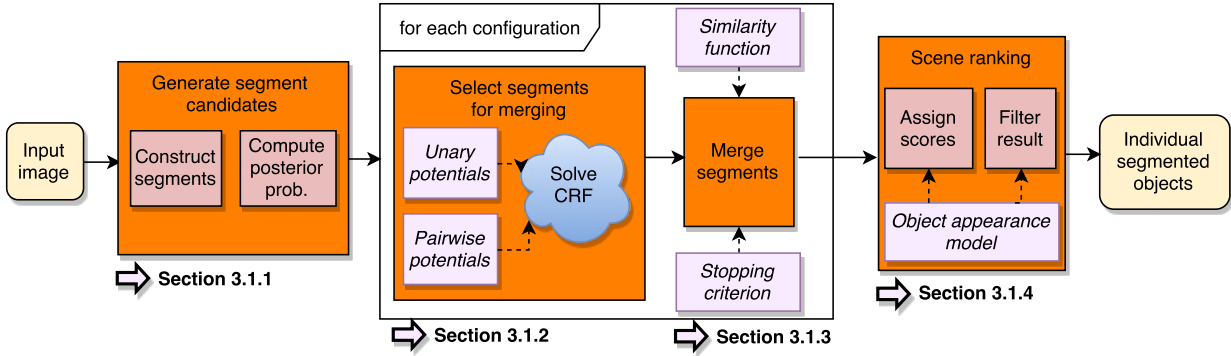 Input
image
Generate segment
candidates
Construct
segments
Compute
posterior
prob.
Section 3.1.1
for each configuration
Select segments
for merging
Unary
potentials
Pairwise
potentials
Solve
CRF
Section 3.1.2
Similarity
function
Merge
segments
Stopping
criterion
Section 3.1.3
Scene ranking
Assign
scores
Filter
result
Object appearance
model
Section 3.1.4
Individual
segmented
objects